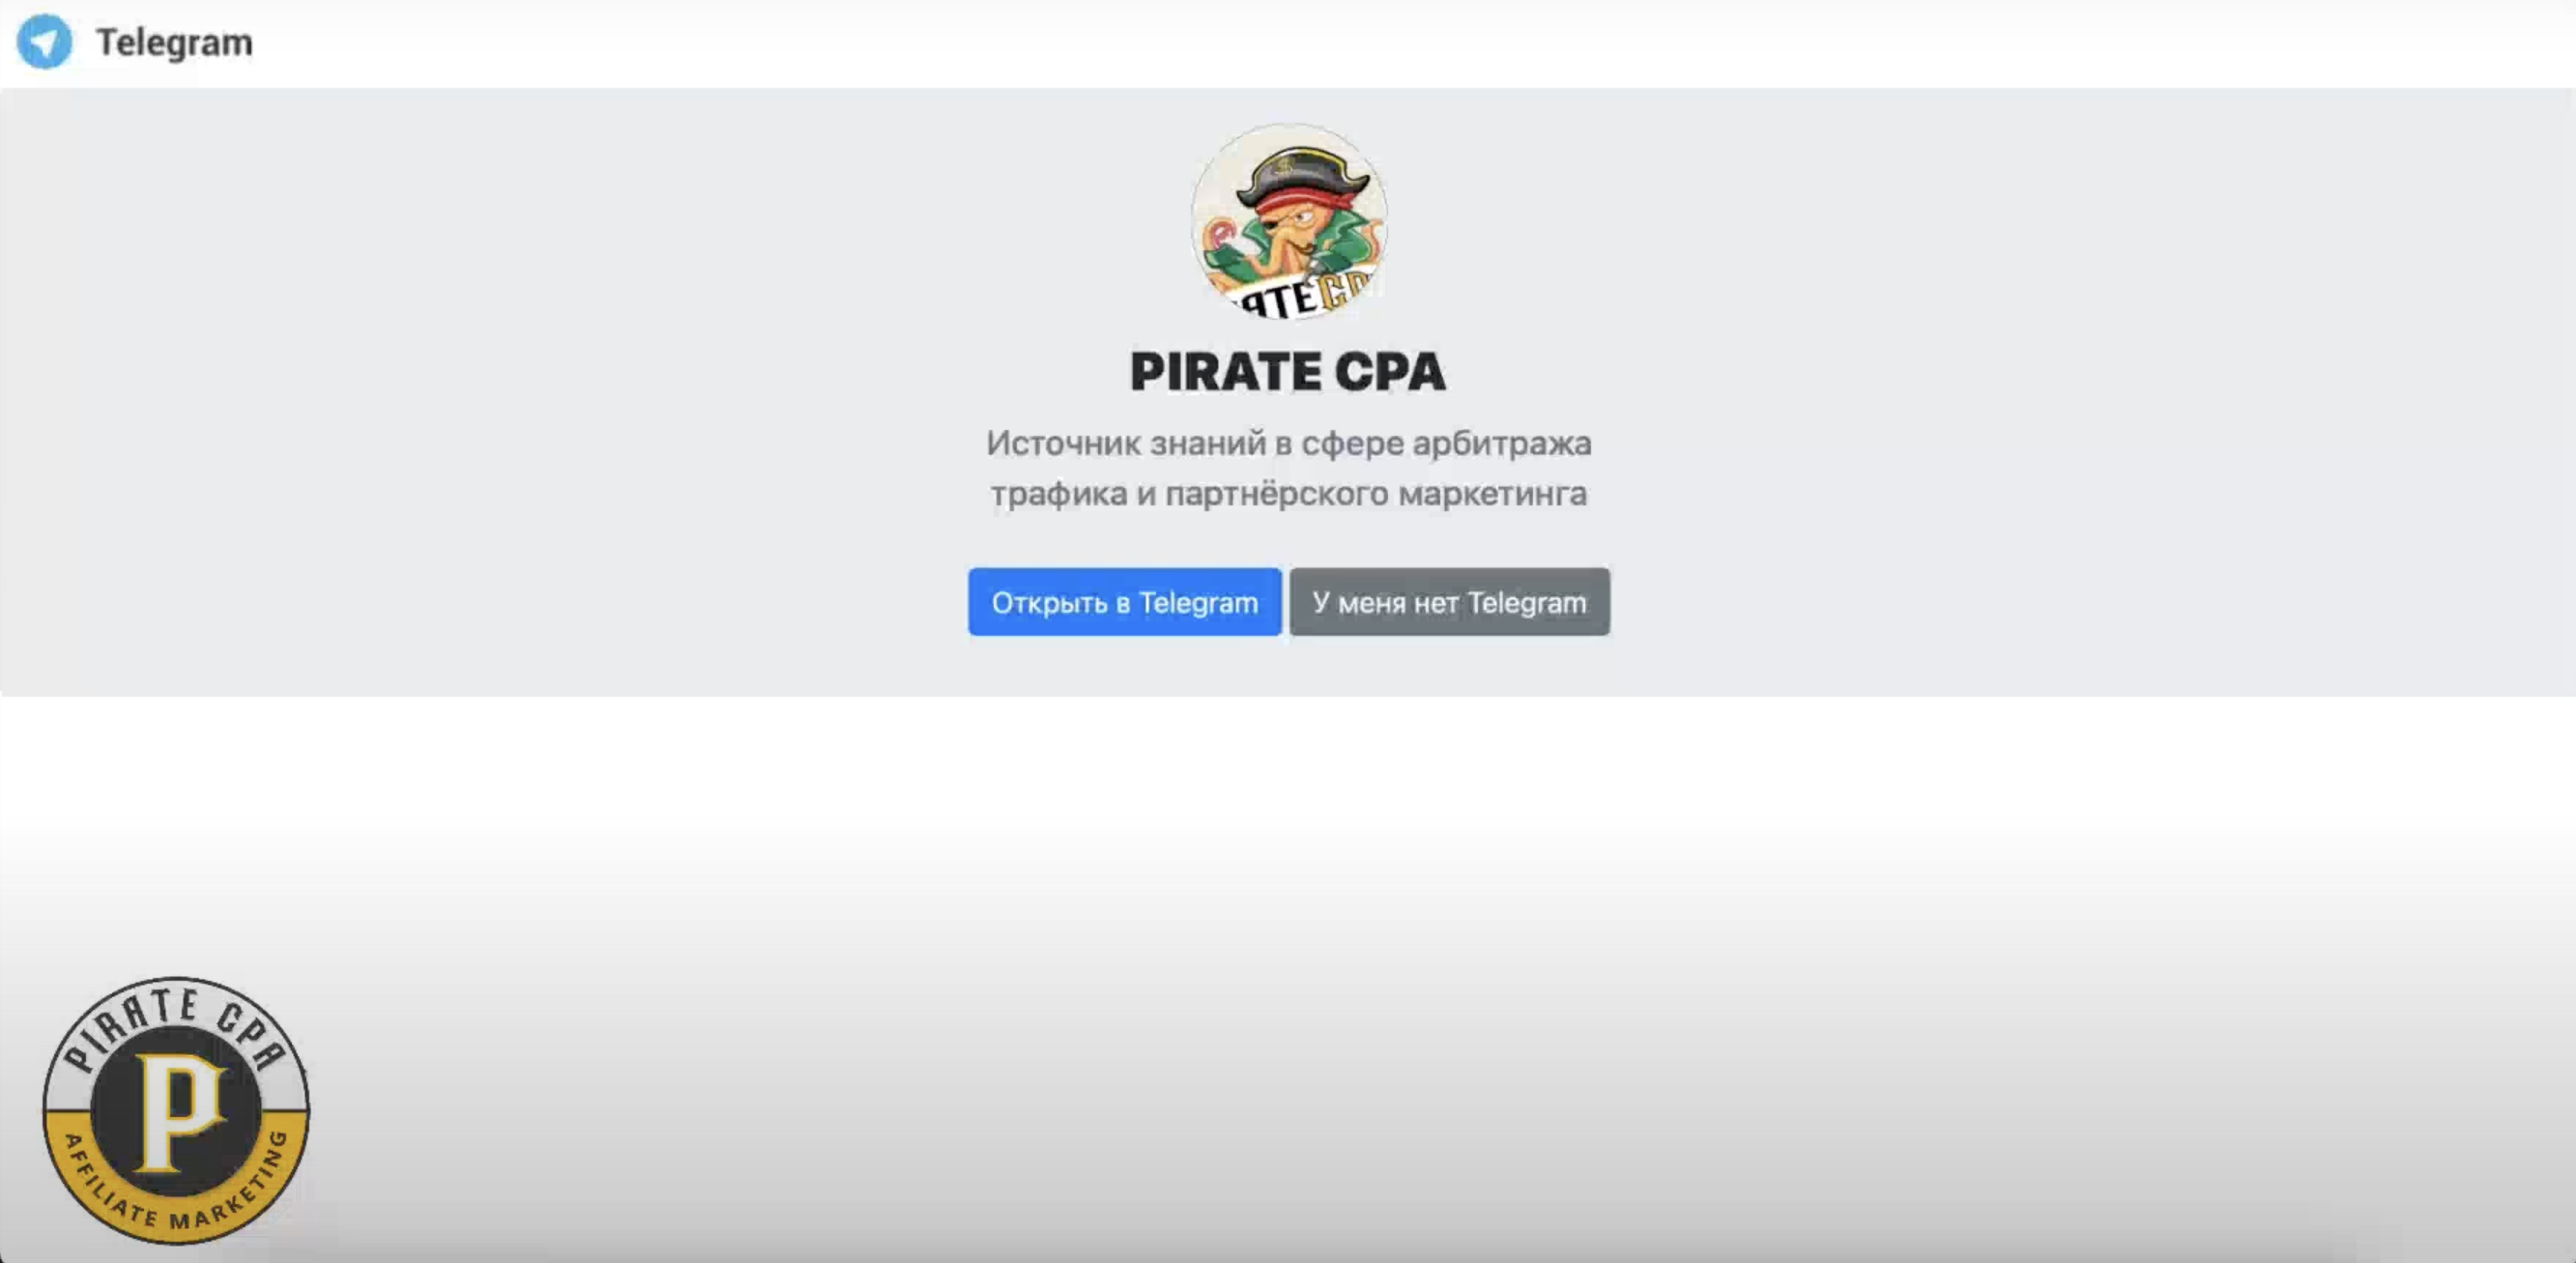 Telegram
ATECP
PIRATE CPA
Источник знаний в сфере арбитража
трафика и партнёрского маркетинга
Открыть в Telegram
У меня нет Telegram
PIRATE CPA
P
AFFILIATE MARKETING